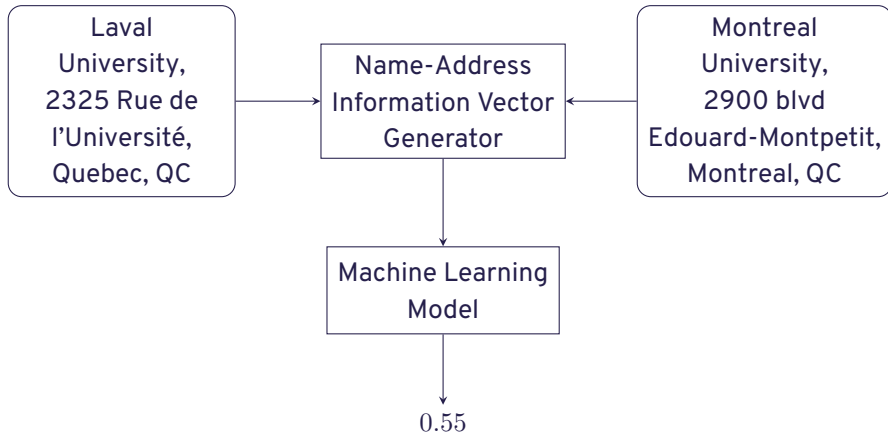 Laval
University,
2325 Rue de
l'Université,
Quebec, QC
Name-Address
Information Vector
Generator
Montreal
University,
2900 blvd
Edouard-Montpetit,
Montreal, QC
Machine Learning
Model
0.55